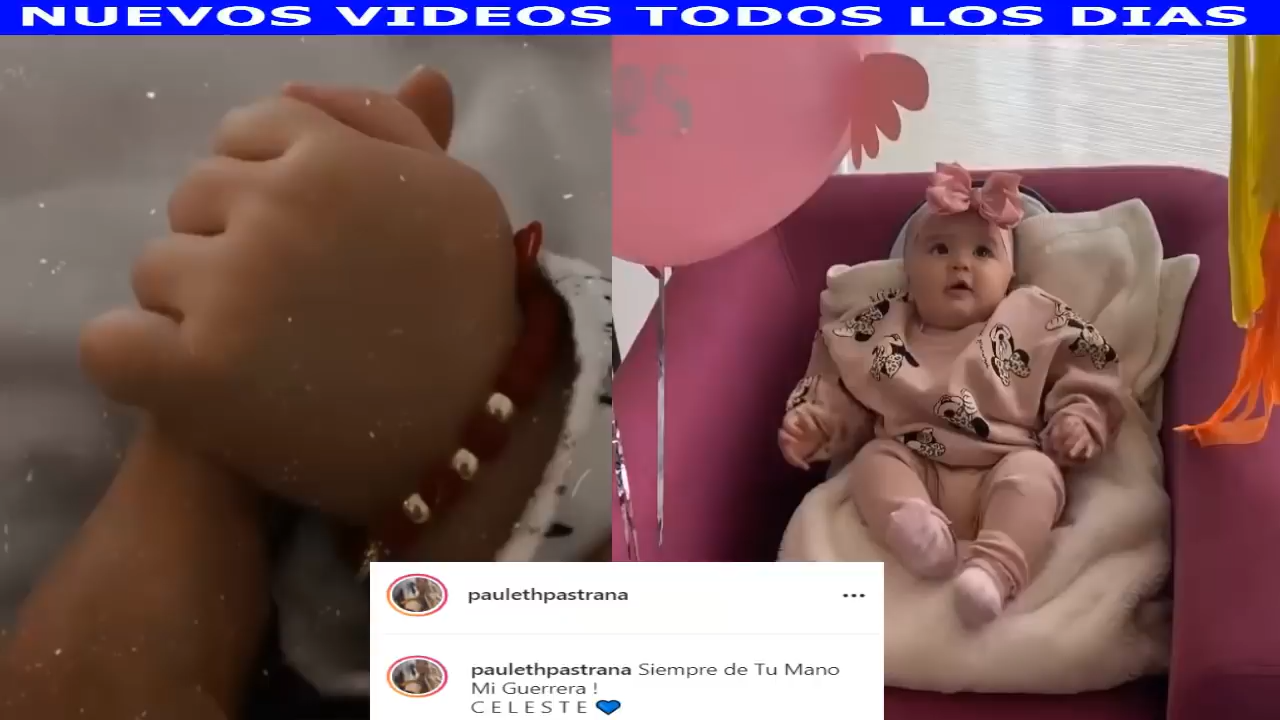 NUEVOS VIDEOS TODOS LOS DIAS
paulethpastrana
paulethpastrana Siempre de Tu Mano
Mi Guerrera !
C E L E S T E 💙